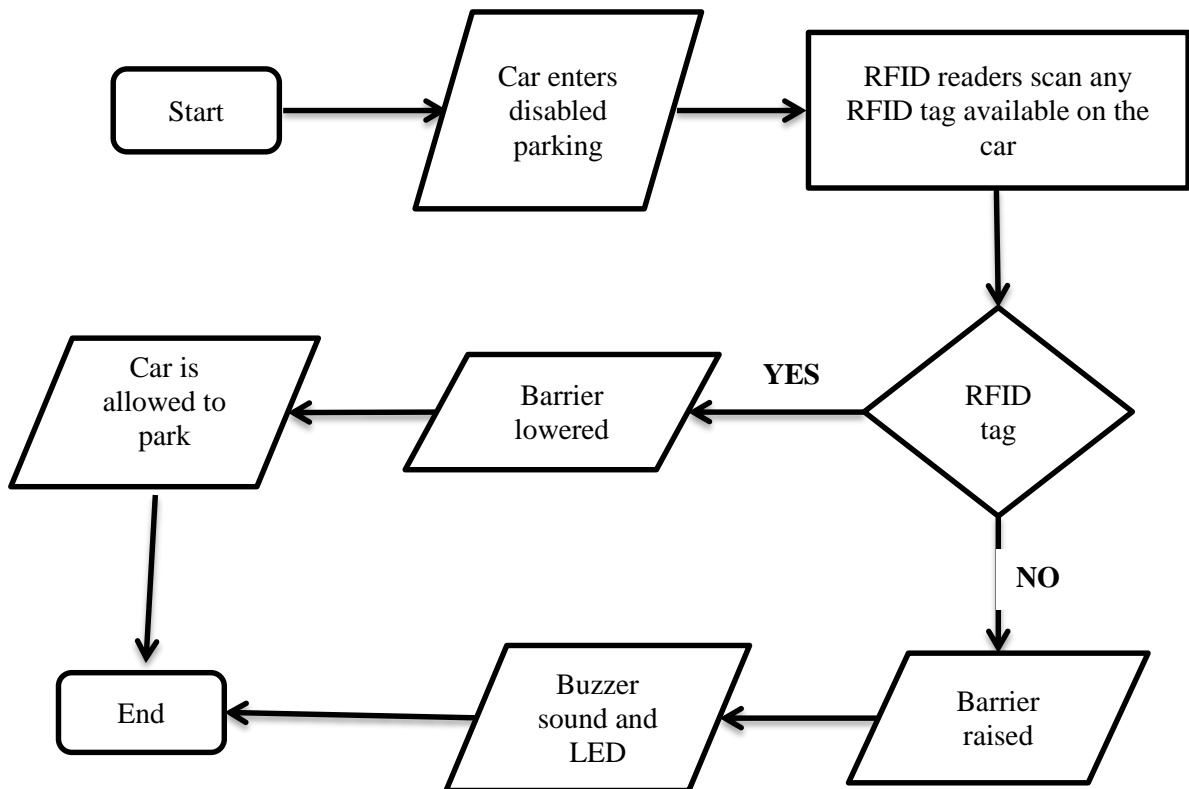 Start
Car enters
disabled
parking
RFID readers scan any
RFID tag available on the
car
RFID
tag
YES
Barrier
lowered
Car is
allowed to
park
NO
Barrier
raised
Buzzer
sound and
LED
End